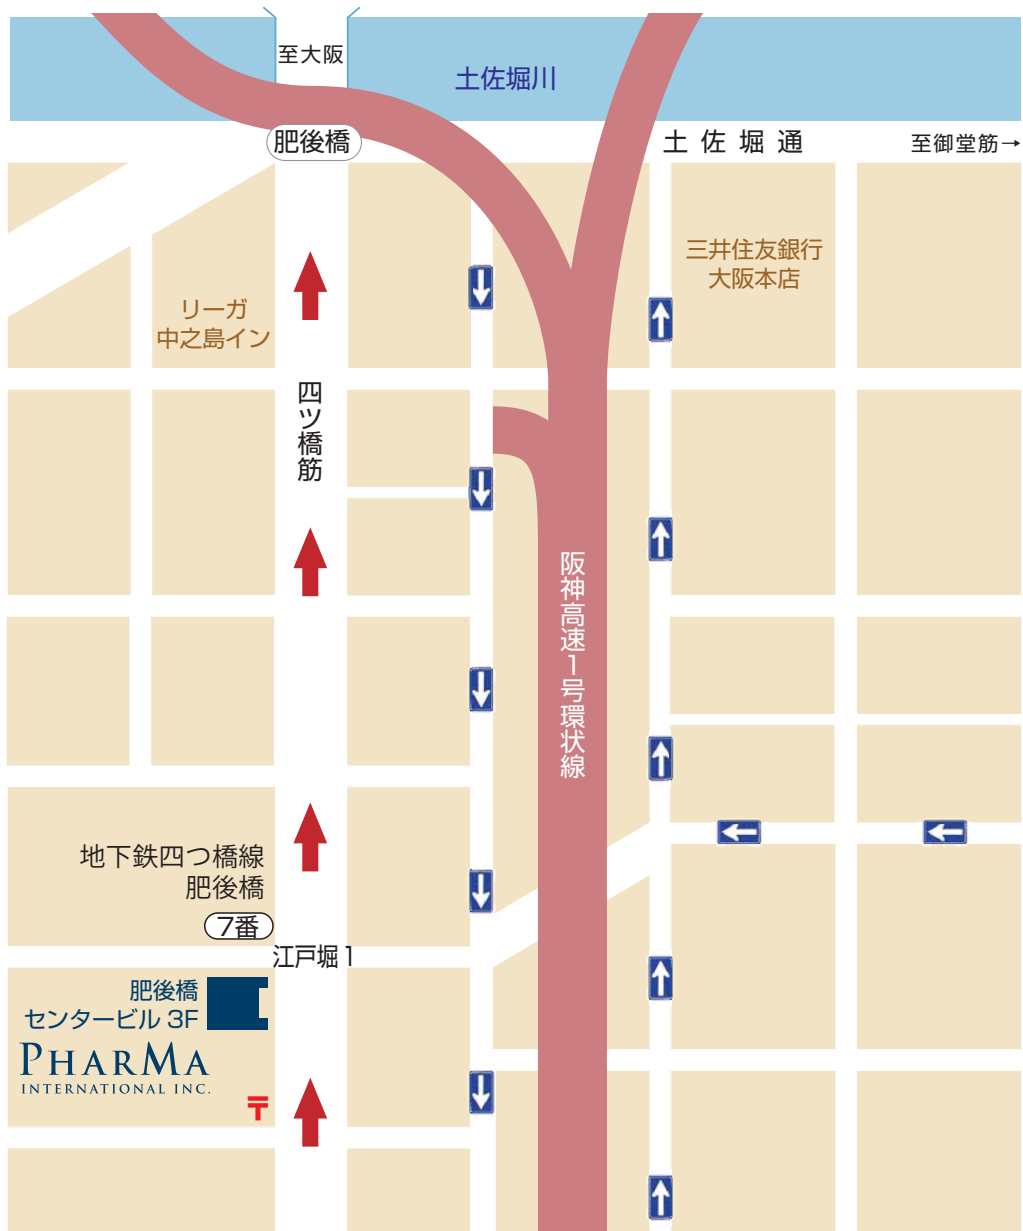 至大阪
土佐堀川
肥後橋
土佐堀通
至御堂筋→
三井住友銀行
大阪本店
リーガ
中之島イン
四ツ橋筋
阪神高速1号環状線
地下鉄四つ橋線
肥後橋
7番
江戸堀1
肥後橋
センタービル 3F
PHARMA
INTERNATIONAL INC.
〒